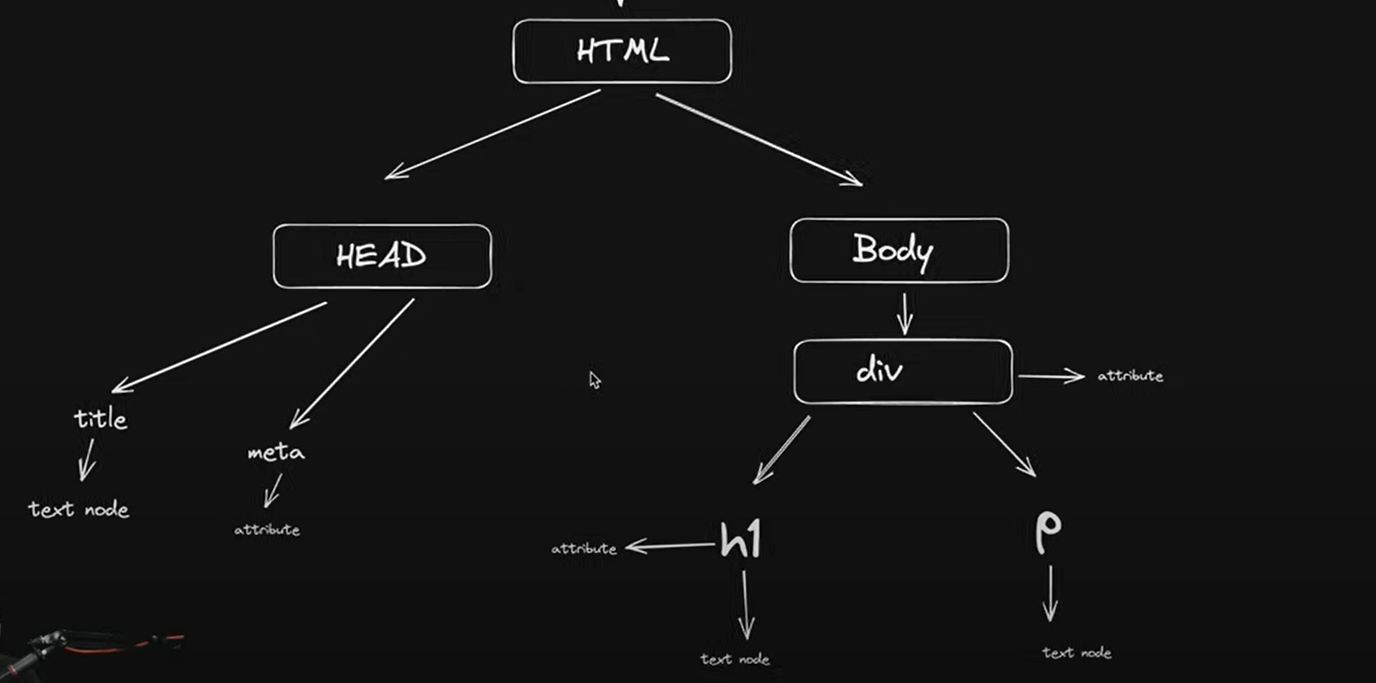 HTML
HEAD
Body
div
attribute
title
meta
text node
attribute
h1
attribute
p
text node
text node